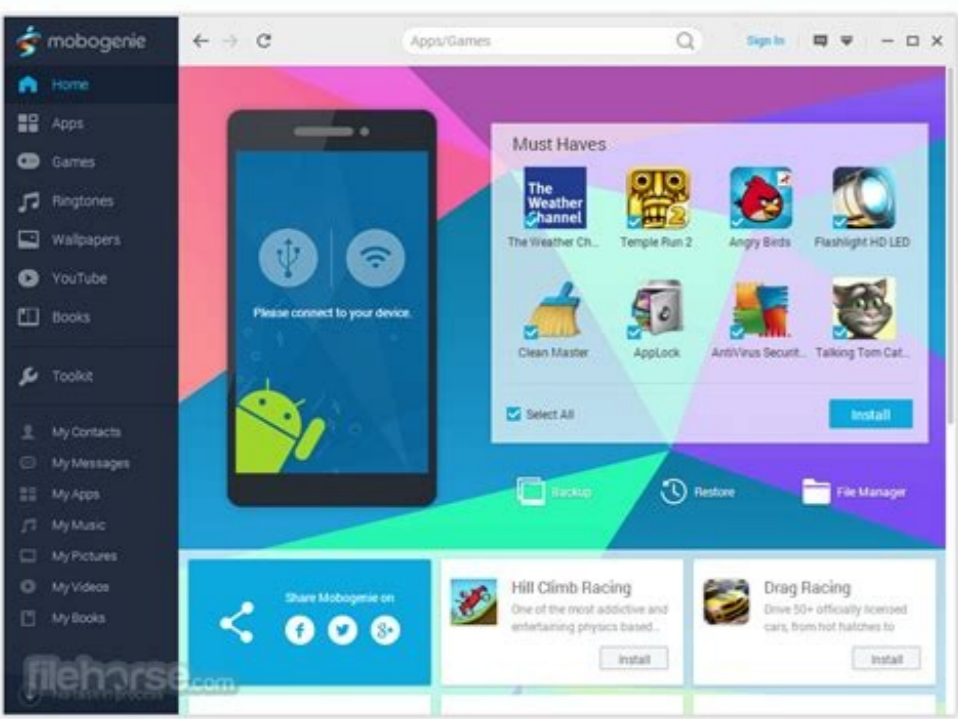 mobogenie
Apps/Games
Sign In
Home
Apps
Games
Ringtones
Wallpapers
YouTube
Books
Toolkit
My Contacts
My Messages
My Apps
My Music
My Pictures
My Videos
My Books
Please connect to your device.
Must Haves
The
Weather
Channel
The Weather Ch...
2
Temple Run 2
Angry Birds
Flashlight HD LED
Clean Master
AppLock
AntiVirus Securit...
Talking Tom Cat...
Select All
Install
Backup
Restore
File Manager
Share Mobogenie on
Hill Climb Racing
One of the most addictive and
entertaining physics based...
Install
Drag Racing
Drive 50+ officially licensed
cars, from hot hatches to
Install
filehorse.com